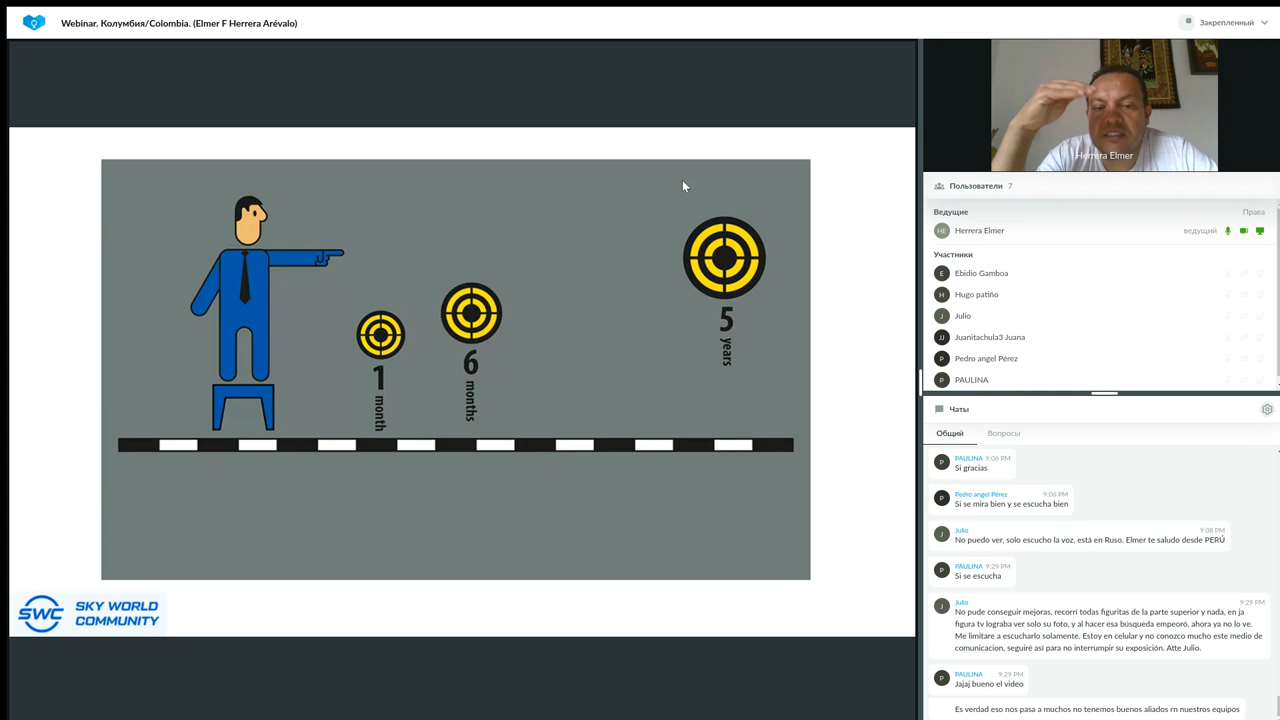 Webinar. Колумбия/Colombia. (Elmer F Herrera Arévalo)
Закрепленный
1
month
6
months
5
years
SWC
SKY WORLD
COMMUNITY
Herrera Elmer
Пользователи 7
Ведущие
Права
HE
Herrera Elmer
ведущий
Участники
E
Ebidio Gamboa
H
Hugo patiño
J
Julio
JJ
Juanitachula3 Juana
P
Pedro angel Pérez
P
PAULINA
Чаты
Общий
Вопросы
P
PAULINA 9:06 PM
Si gracias
P
Pedro angel Pérez 9:06 PM
Si se mira bien y se escucha bien
J
Julio 9:08 PM
No puedo ver, solo escucho la voz, está en Ruso. Elmer te saludo desde PERÚ
P
PAULINA 9:29 PM
Si se escucha
J
Julio 9:29 PM
No pude conseguir mejoras, recorrí todas figuritas de la parte superior y nada, en ja
figura tv lograba ver solo su foto, y al hacer esa búsqueda empeoró, ahora ya no lo ve.
Me limitare a escucharlo solamente. Estoy en celular y no conozco mucho este medio de
comunicacion, seguiré así para no interrumpir su exposición. Atte Julio.
P
PAULINA 9:29 PM
Jajaj bueno el video
Es verdad eso nos pasa a muchos no tenemos buenos aliados rn nuestros equipos